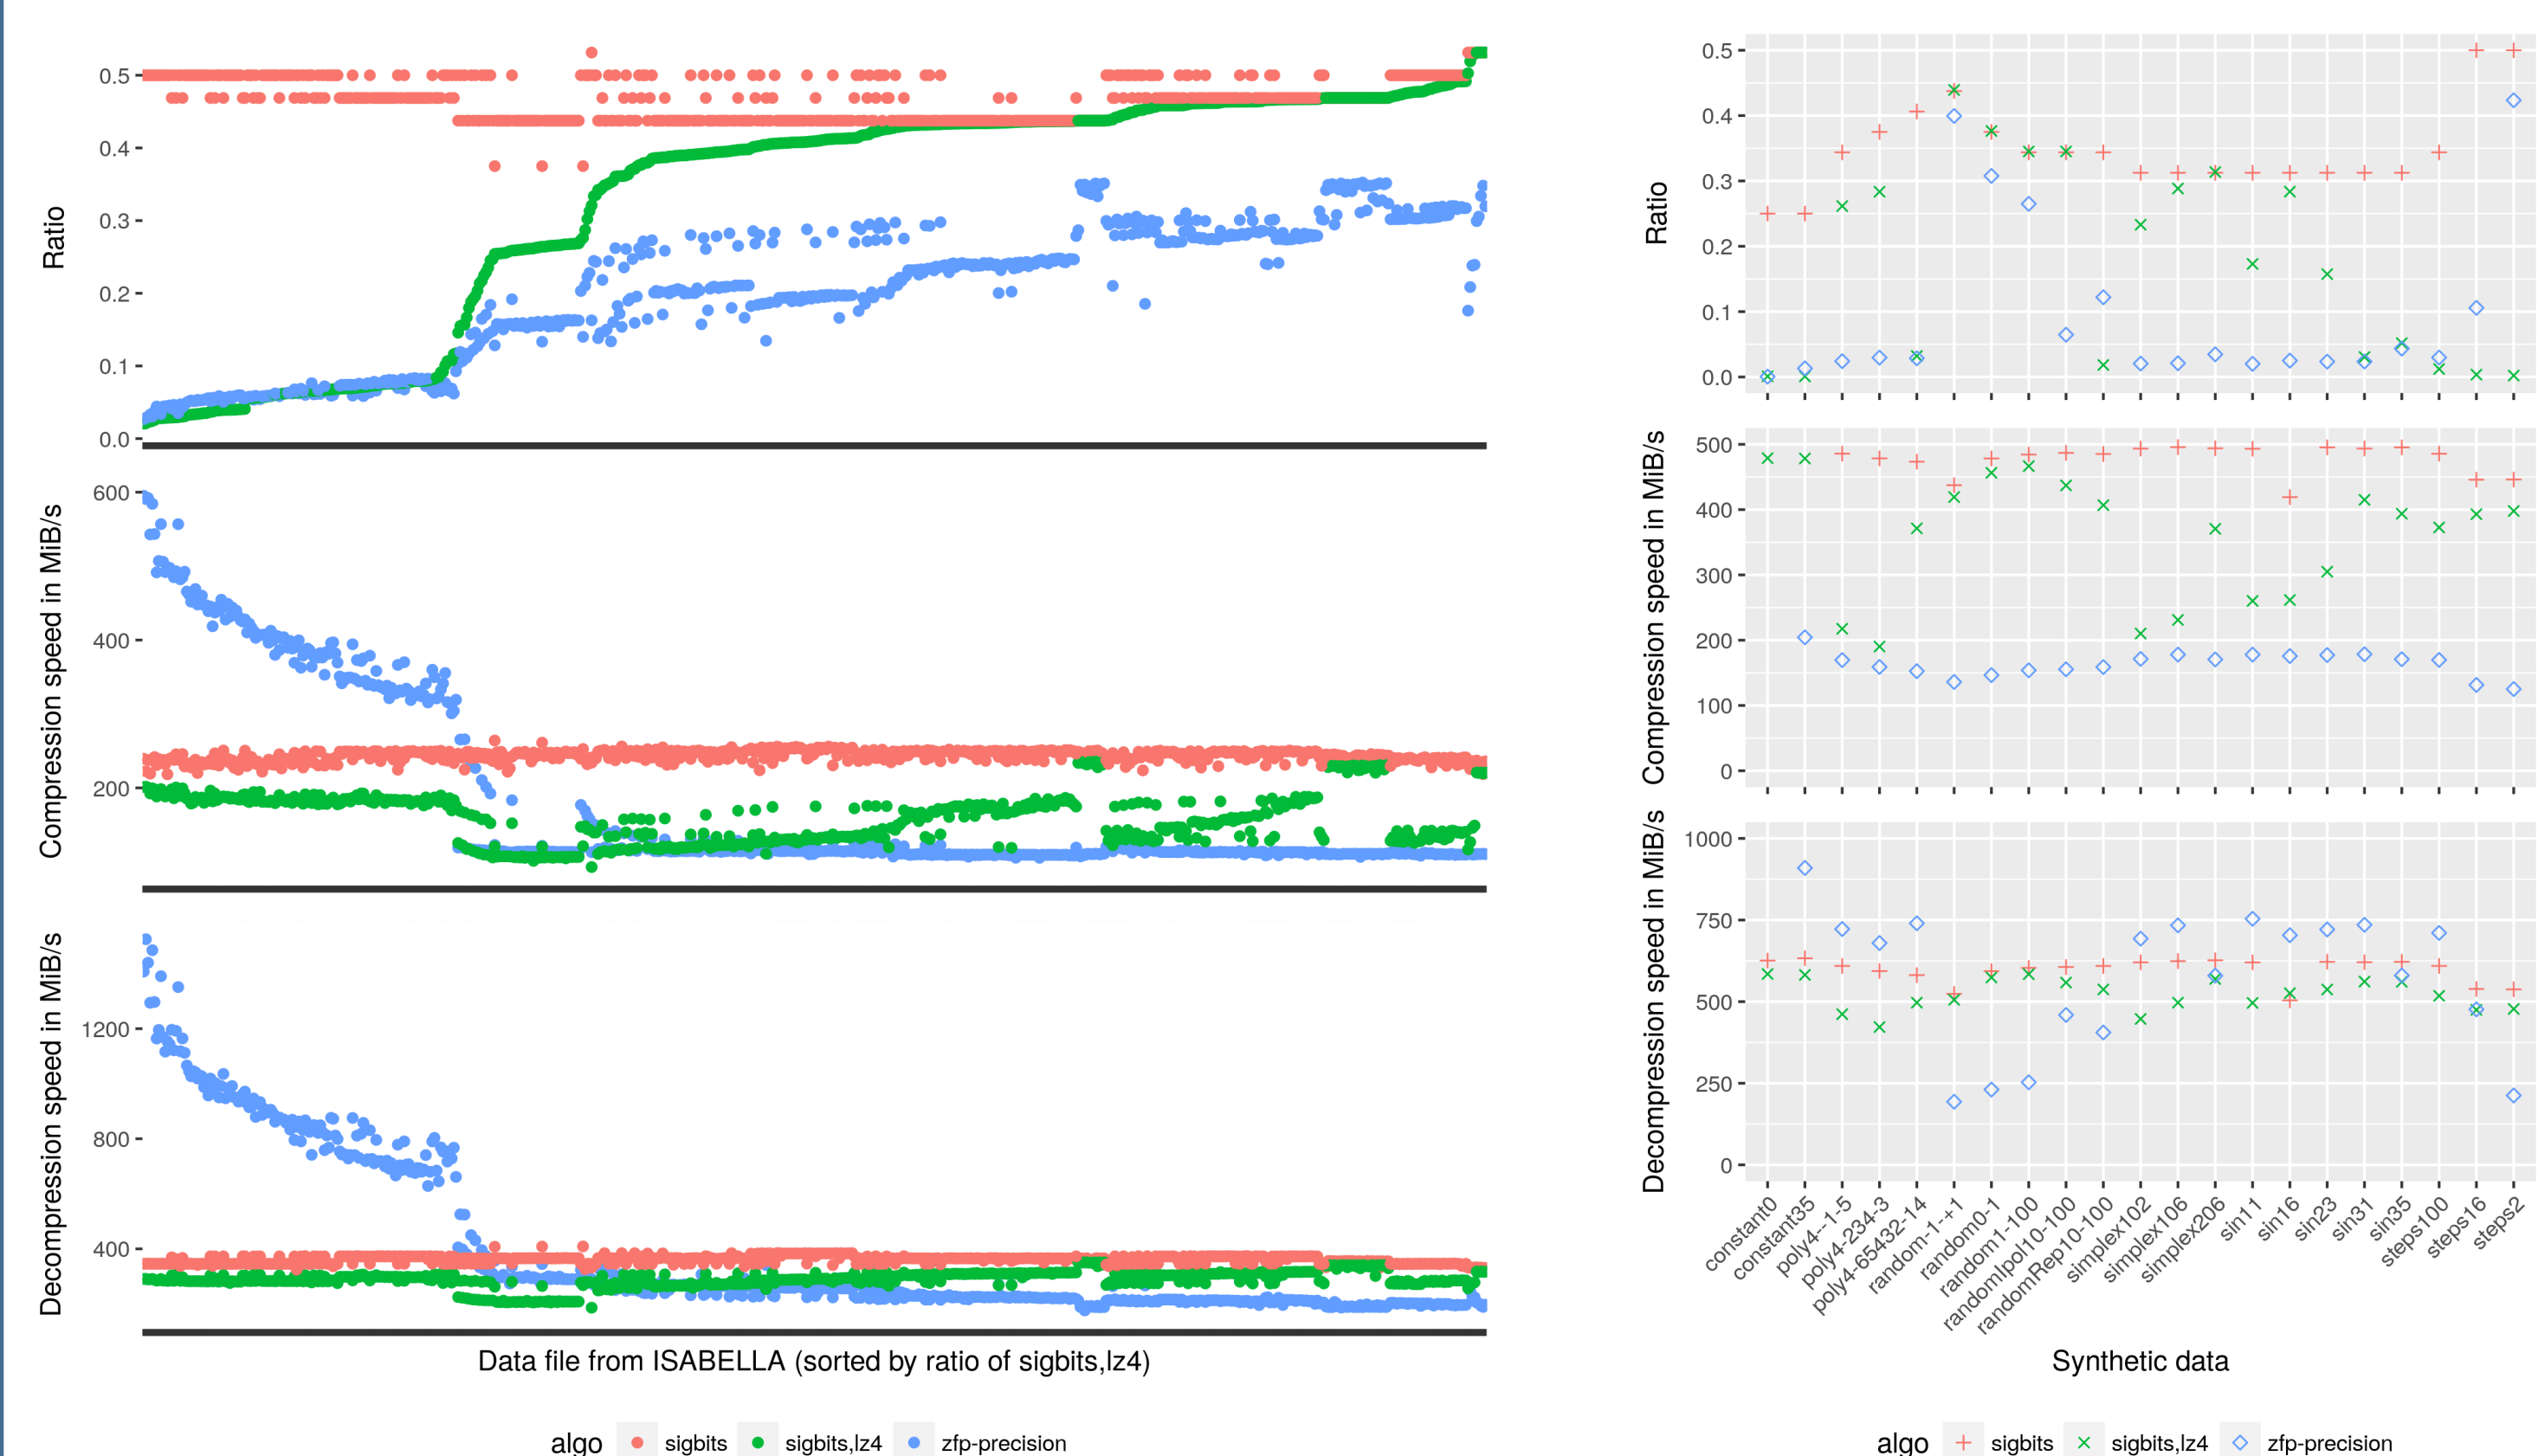 Ratio
0.5
0.4
0.3
0.2
0.1
0.0
Compression speed in MiB/s
600
400
200
Decompression speed in MiB/s
1200
800
400
Data file from ISABELLA (sorted by ratio of sigbits,lz4)
algo sigbits sigbits,lz4 zfp-precision
Ratio
0.5
0.4
0.3
0.2
0.1
0.0
Compression speed in MiB/s
500
400
300
200
100
0
Decompression speed in MiB/s
1000
750
500
250
0
constant0
constant35
poly4--1-5
poly4-234-3
poly4-65432-14
random-1-+1
random0-1
random1-100
randomIpol10-100
randomRep10-100
simplex102
simplex106
simplex206
sin11
sin16
sin23
sin31
sin35
steps100
steps16
steps2
Synthetic data
algo sigbits sigbits,lz4 zfp-precision